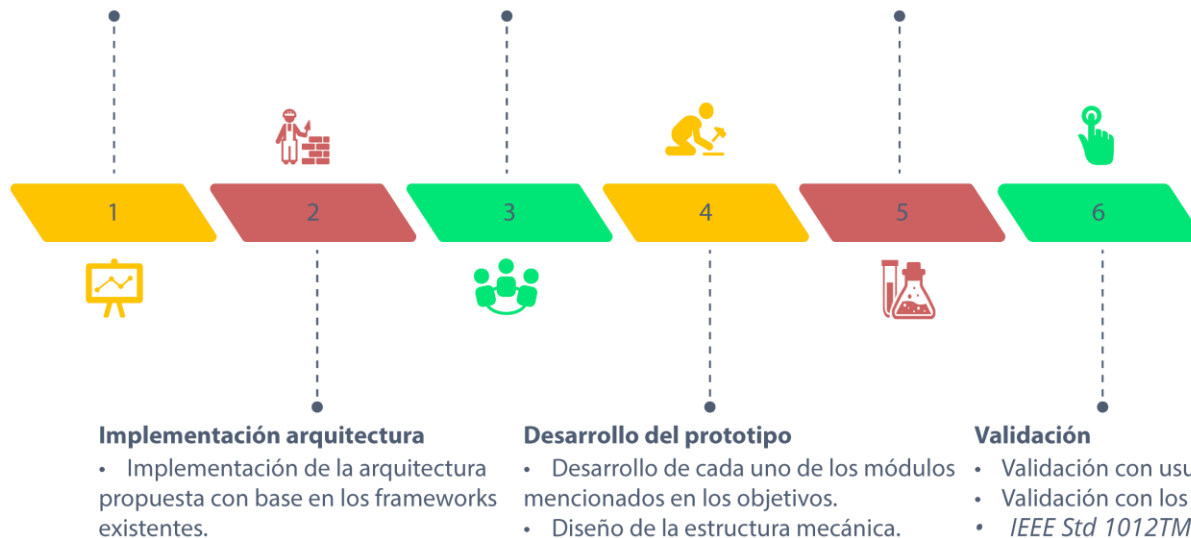 1
2
3
4
5
6
Implementación arquitectura
• Implementación de la arquitectura
propuesta con base en los frameworks
existentes.
Desarrollo del prototipo
• Desarrollo de cada uno de los módulos
mencionados en los objetivos.
• Diseño de la estructura mecánica.
Validación
• Validación con
• Validación con los
• IEEE Std 1012TM